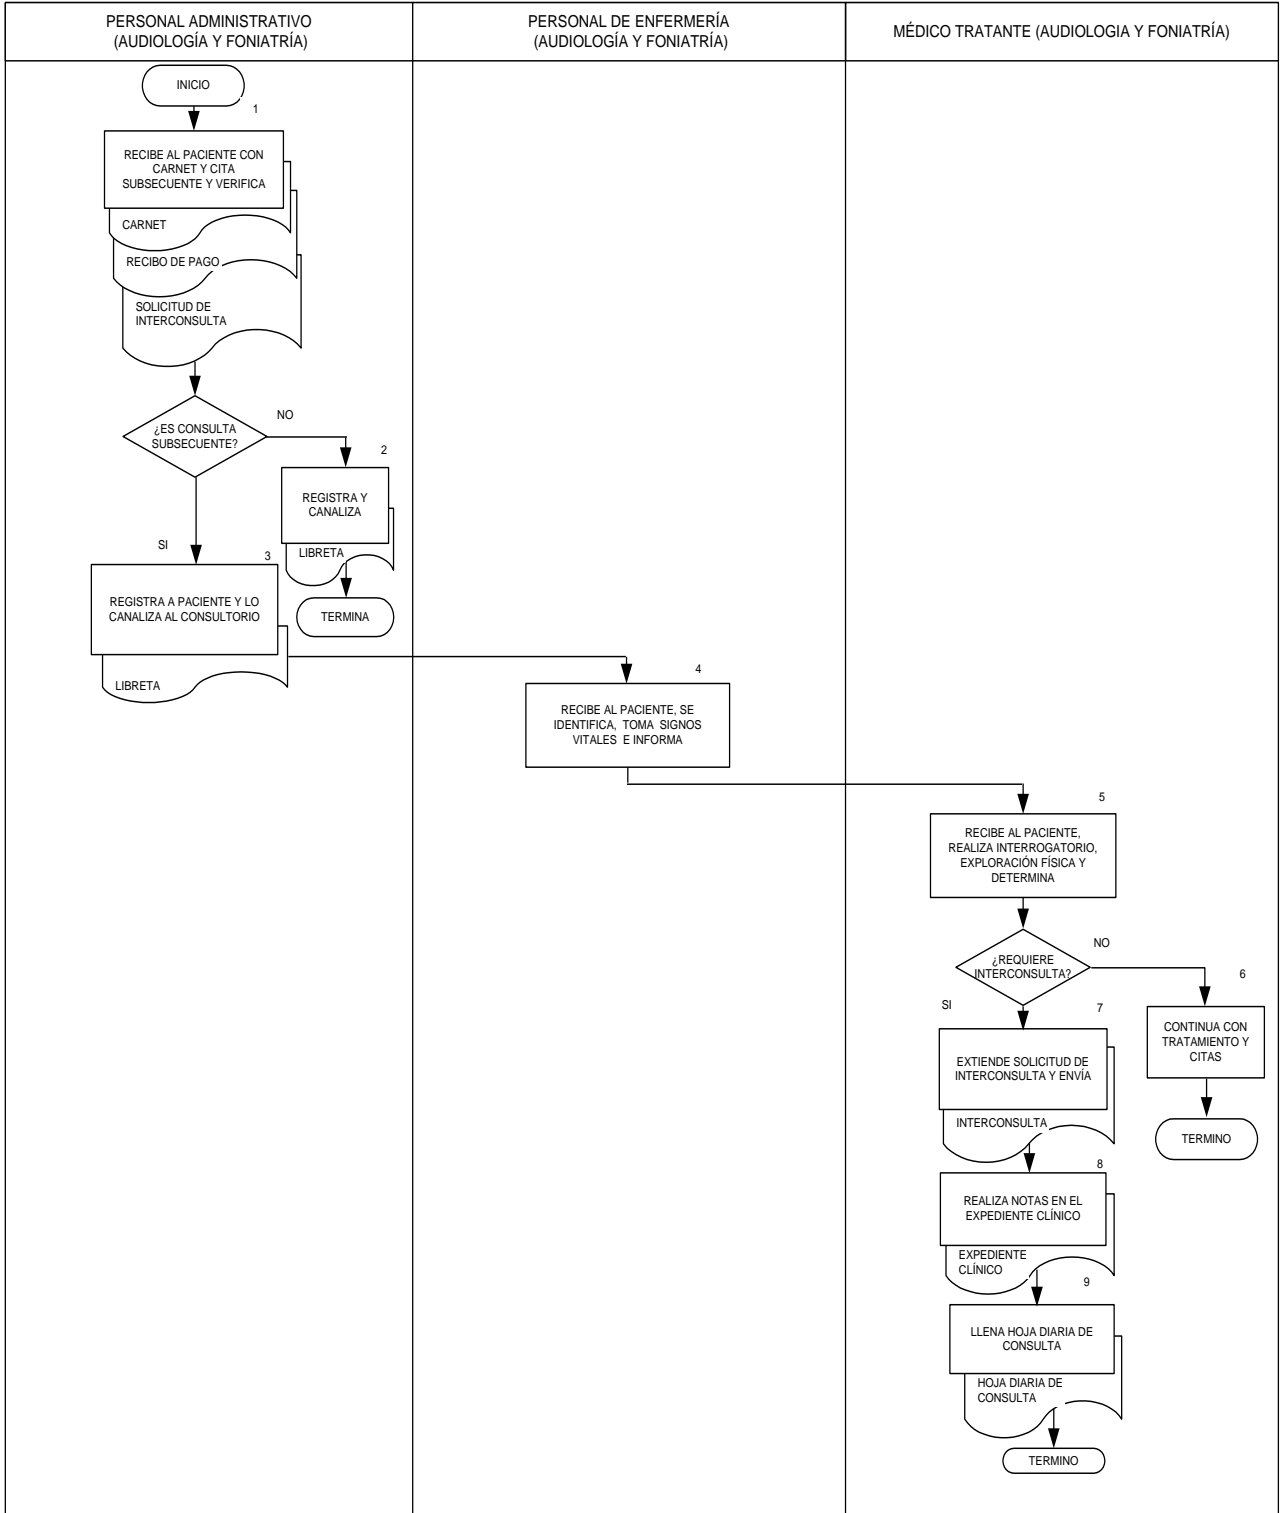 PERSONAL ADMINISTRATIVO
(AUDIOLOGÍA Y FONIATRÍA)
PERSONAL DE ENFERMERÍA
(AUDIOLOGÍA Y FONIATRÍA)
MÉDICO TRATANTE (AUDIOLOGIA Y FONIATRÍA)
INICIO
1
RECIBE AL PACIENTE CON
CARNET Y CITA
SUBSECUENTE Y VERIFICA
CARNET
RECIBO DE PAGO
SOLICITUD DE
INTERCONSULTA
¿ES CONSULTA
SUBSECUENTE?
NO
2
REGISTRA Y
CANALIZA
LIBRETA
TERMINA
SI
3
REGISTRA A PACIENTE Y LO
CANALIZA AL CONSULTORIO
LIBRETA
4
RECIBE AL PACIENTE, SE
IDENTIFICA, TOMA SIGNOS
VITALES E INFORMA
5
RECIBE AL PACIENTE,
REALIZA INTERROGATORIO,
EXPLORACIÓN FÍSICA Y
DETERMINA
¿REQUIERE
INTERCONSULTA?
NO
6
CONTINUA CON
TRATAMIENTO Y
CITAS
TERMINO
SI
7
EXTIENDE SOLICITUD DE
INTERCONSULTA Y ENVÍA
INTERCONSULTA
8
REALIZA NOTAS EN EL
EXPEDIENTE CLÍNICO
EXPEDIENTE
CLÍNICO
9
LLENA HOJA DIARIA DE
CONSULTA
HOJA DIARIA DE
CONSULTA
TERMINO